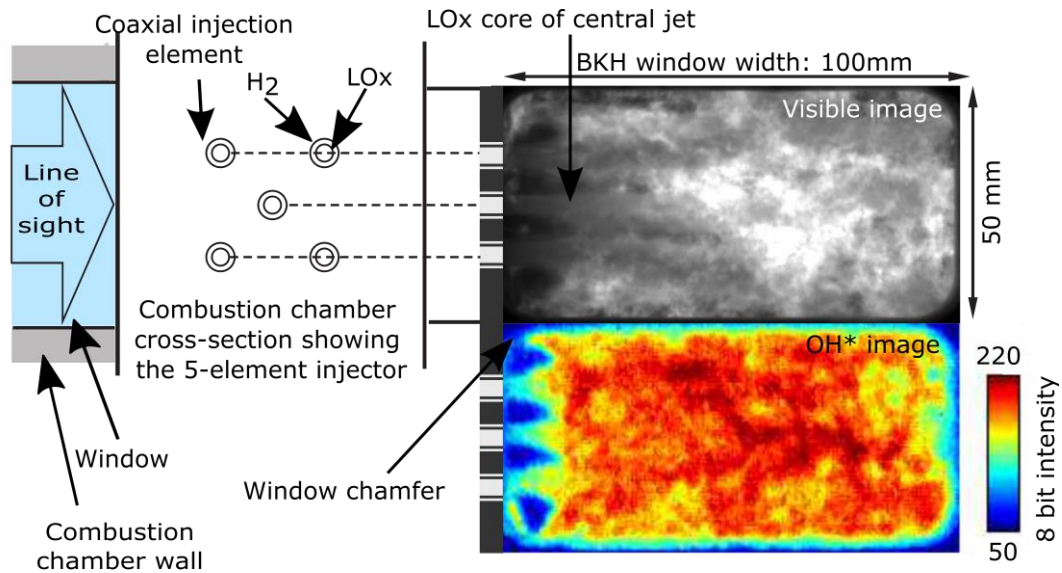 Coaxial injection
element
H2
LOx
LOx core of central jet
BKH window width: 100mm
Visible image
50 mm
Line
of
sight
Combustion chamber
cross-section showing
the 5-element injector
OH* image
220
50
8 bit intensity
Window
Window chamfer
Combustion
chamber wall